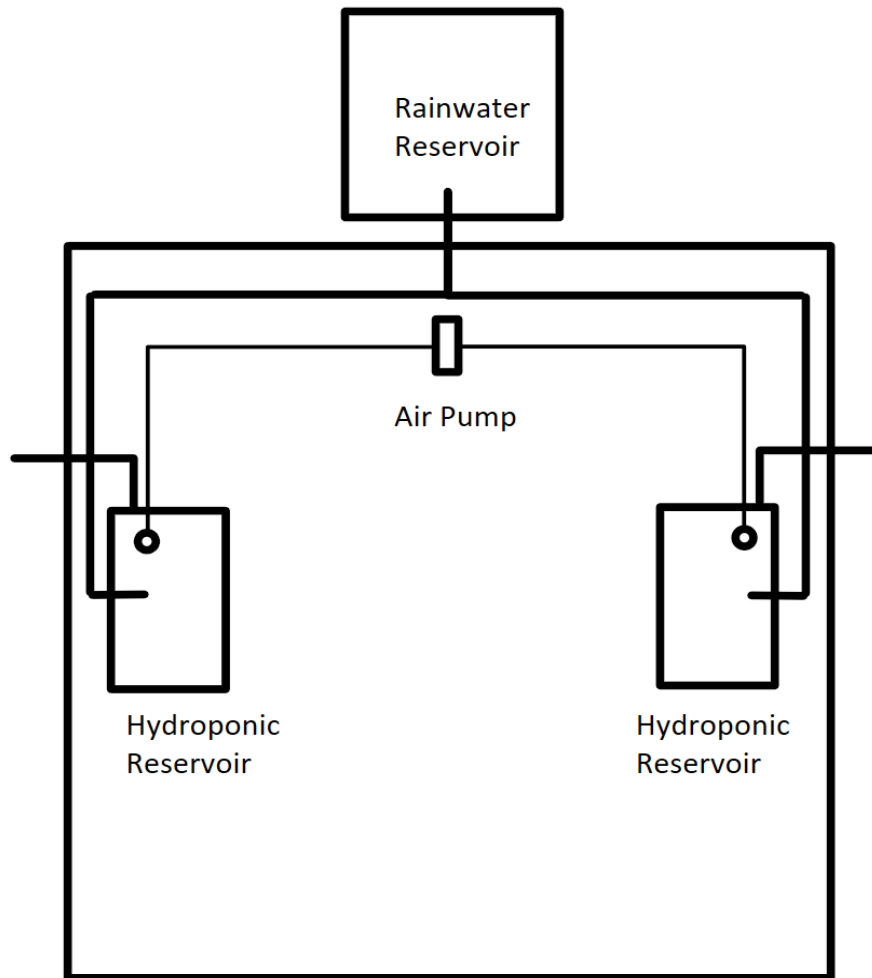 Rainwater
Reservoir
Air Pump
Hydroponic
Reservoir
Hydroponic
Reservoir